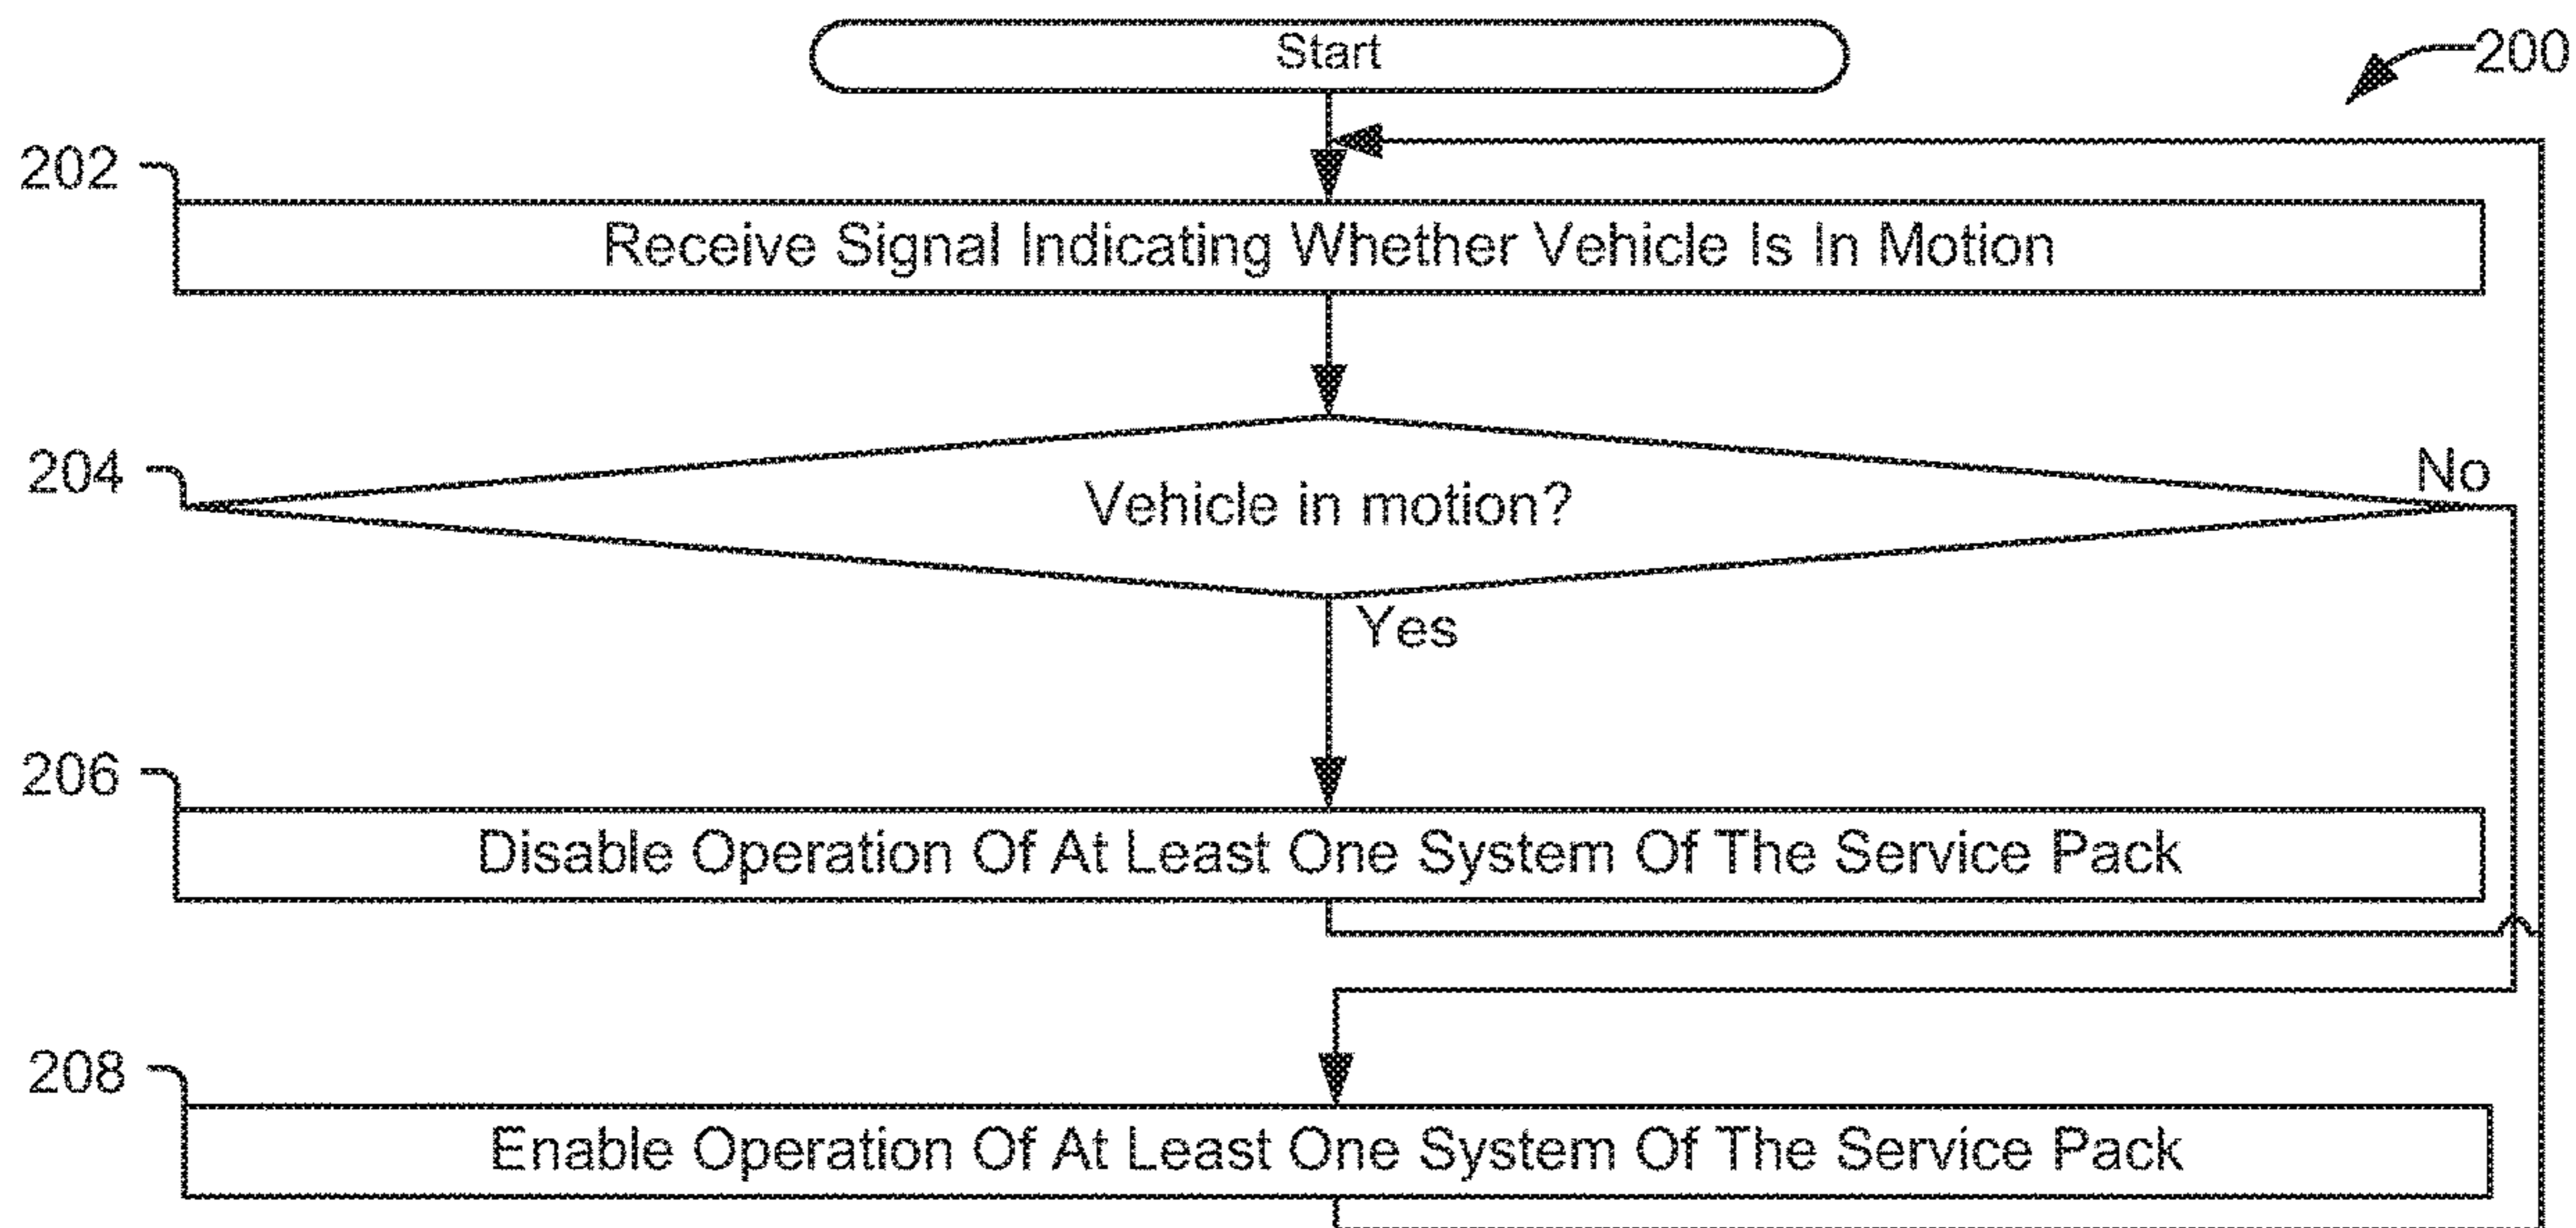 Start
200
202
Receive Signal Indicating Whether Vehicle Is In Motion
204
Vehicle in motion?
No
Yes
206
Disable Operation Of At Least One System Of The Service Pack
208
Enable Operation Of At Least One System Of The Service Pack